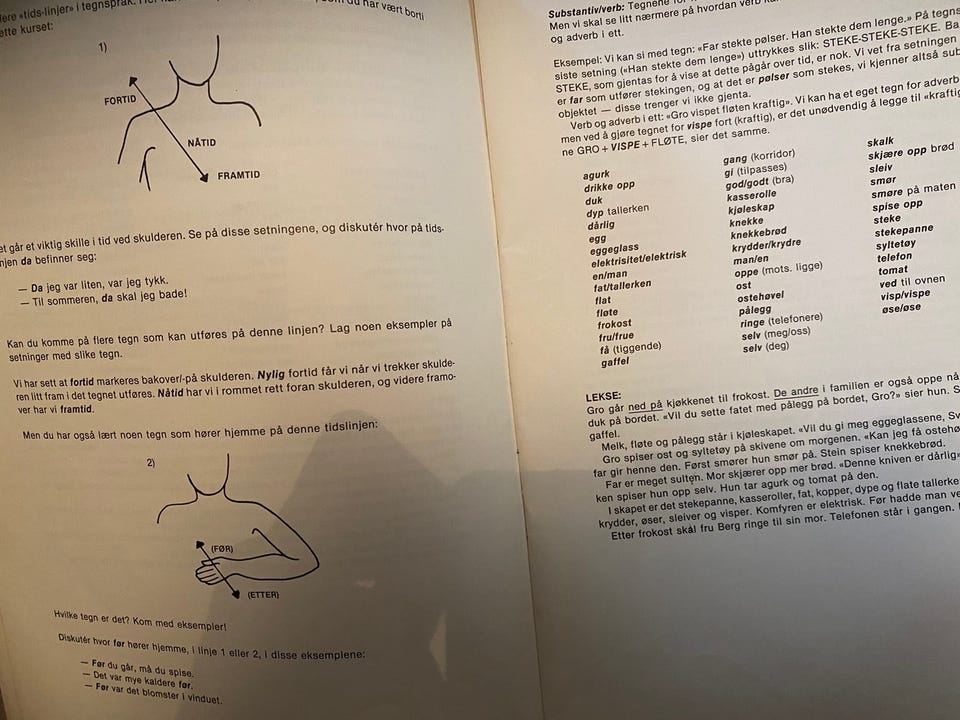 lere «tids-linjer» i tegnspråk.
du har vært borti
ette kurset:
1)
FORTID
NÅTID
FRAMTID
et går et viktig skille i tid ved skulderen. Se på disse setningene, og diskutér hvor på tids-
njen da befinner seg:
— Da jeg var liten, var jeg tykk.
— Til sommeren, da skal jeg bade!
Kan du komme på flere tegn som kan utføres på denne linjen? Lag noen eksempler på
setninger med slike tegn.
Vi har sett at fortid markeres bakover/-på skulderen. Nylig fortid får vi når vi trekker skulde-
ren litt fram i det tegnet utføres. Nåtid har vi i rommet rett foran skulderen, og videre framo-
ver har vi framtid.
Men du har også lært noen tegn som hører hjemme på denne tidslinjen:
2)
(FØR)
(ETTER)
Hvilke tegn er det? Kom med eksempler!
Diskutér hvor før hører hjemme, i linje 1 eller 2, i disse eksemplene:
— Før du går, må du spise.
— Det var mye kaldere før.
— Før var det blomster i vinduet.
Substantiv/verb: Tegnene
Men vi skal se litt nærmere på hvordan verb
og adverb i ett.
Eksempel: Vi kan si med tegn: «Far stekte pølser. Han stekte dem lenge.» På tegns
siste setning («Han stekte dem lenge») uttrykkes slik: STEKE-STEKE-STEKE. Ba
STEKE, som gjentas for å vise at dette pågår over tid, er nok. Vi vet fra setningen
er far som utfører stekingen, og at det er pølser som stekes, vi kjenner altså sub
objektet — disse trenger vi ikke gjenta.
Verb og adverb i ett: «Gro vispet fløten kraftig». Vi kan ha et eget tegn for adverb
men ved å gjøre tegnet for vispe fort (kraftig), er det unødvendig å legge til «kraftig
ne GRO + VISPE + FLØTE, sier det samme.
agurk
drikke opp
duk
dyp tallerken
dårlig
egg
eggeglass
elektrisitet/elektrisk
en/man
fat/tallerken
flat
fløte
frokost
fru/frue
få (tiggende)
gaffel
gang (korridor)
gi (tilpasses)
god/godt (bra)
kasserolle
kjøleskap
knekke
knekkebrød
krydder/krydre
man/en
oppe (mots. ligge)
ost
ostehøvel
pålegg
ringe (telefonere)
selv (meg/oss)
selv (deg)
skalk
skjære opp brød
sleiv
smør
smøre på maten
spise opp
steke
stekepanne
syltetøy
telefon
tomat
ved til ovnen
visp/vispe
øse/øse
LEKSE:
Gro går ned på kjøkkenet til frokost. De andre i familien er også oppe nå
duk på bordet. «Vil du sette fatet med pålegg på bordet, Gro?» sier hun. S
gaffel.
Melk, fløte og pålegg står i kjøleskapet. «Vil du gi meg eggeglassene, Sv
Gro spiser ost og syltetøy på skivene om morgenen. «Kan jeg få ostehø
far gir henne den. Først smører hun smør på. Stein spiser knekkebrød.
Far er meget sulten. Mor skjærer opp mer brød. «Denne kniven er dårlig»
ken spiser hun opp selv. Hun tar agurk og tomat på den.
I skapet er det stekepanne, kasseroller, fat, kopper, dype og flate tallerke
krydder, øser, sleiver og visper. Komfyren er elektrisk. Før hadde man ve
Etter frokost skal fru Berg ringe til sin mor. Telefonen står i gangen.